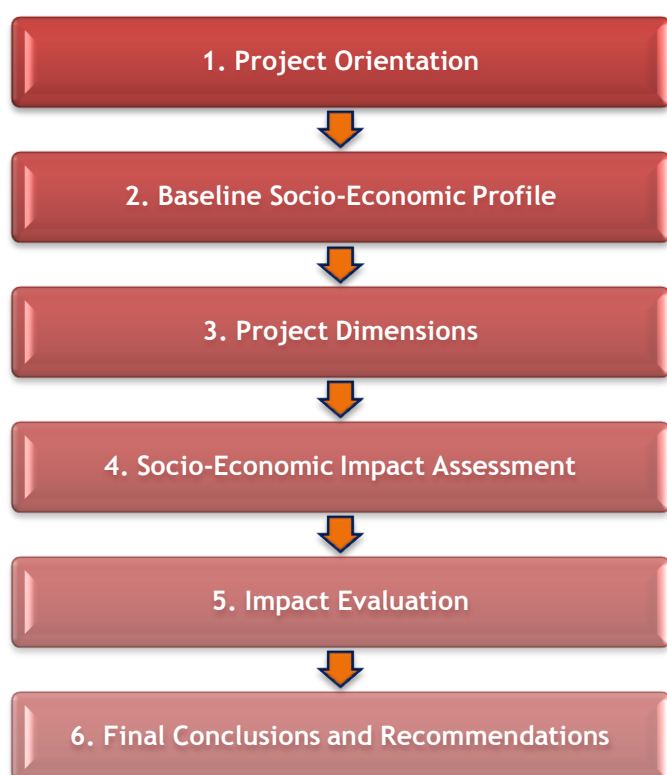 1. Project Orientation
2. Baseline Socio-Economic Profile
3. Project Dimensions
4. Socio-Economic Impact Assessment
5. Impact Evaluation
6. Final Conclusions and Recommendations